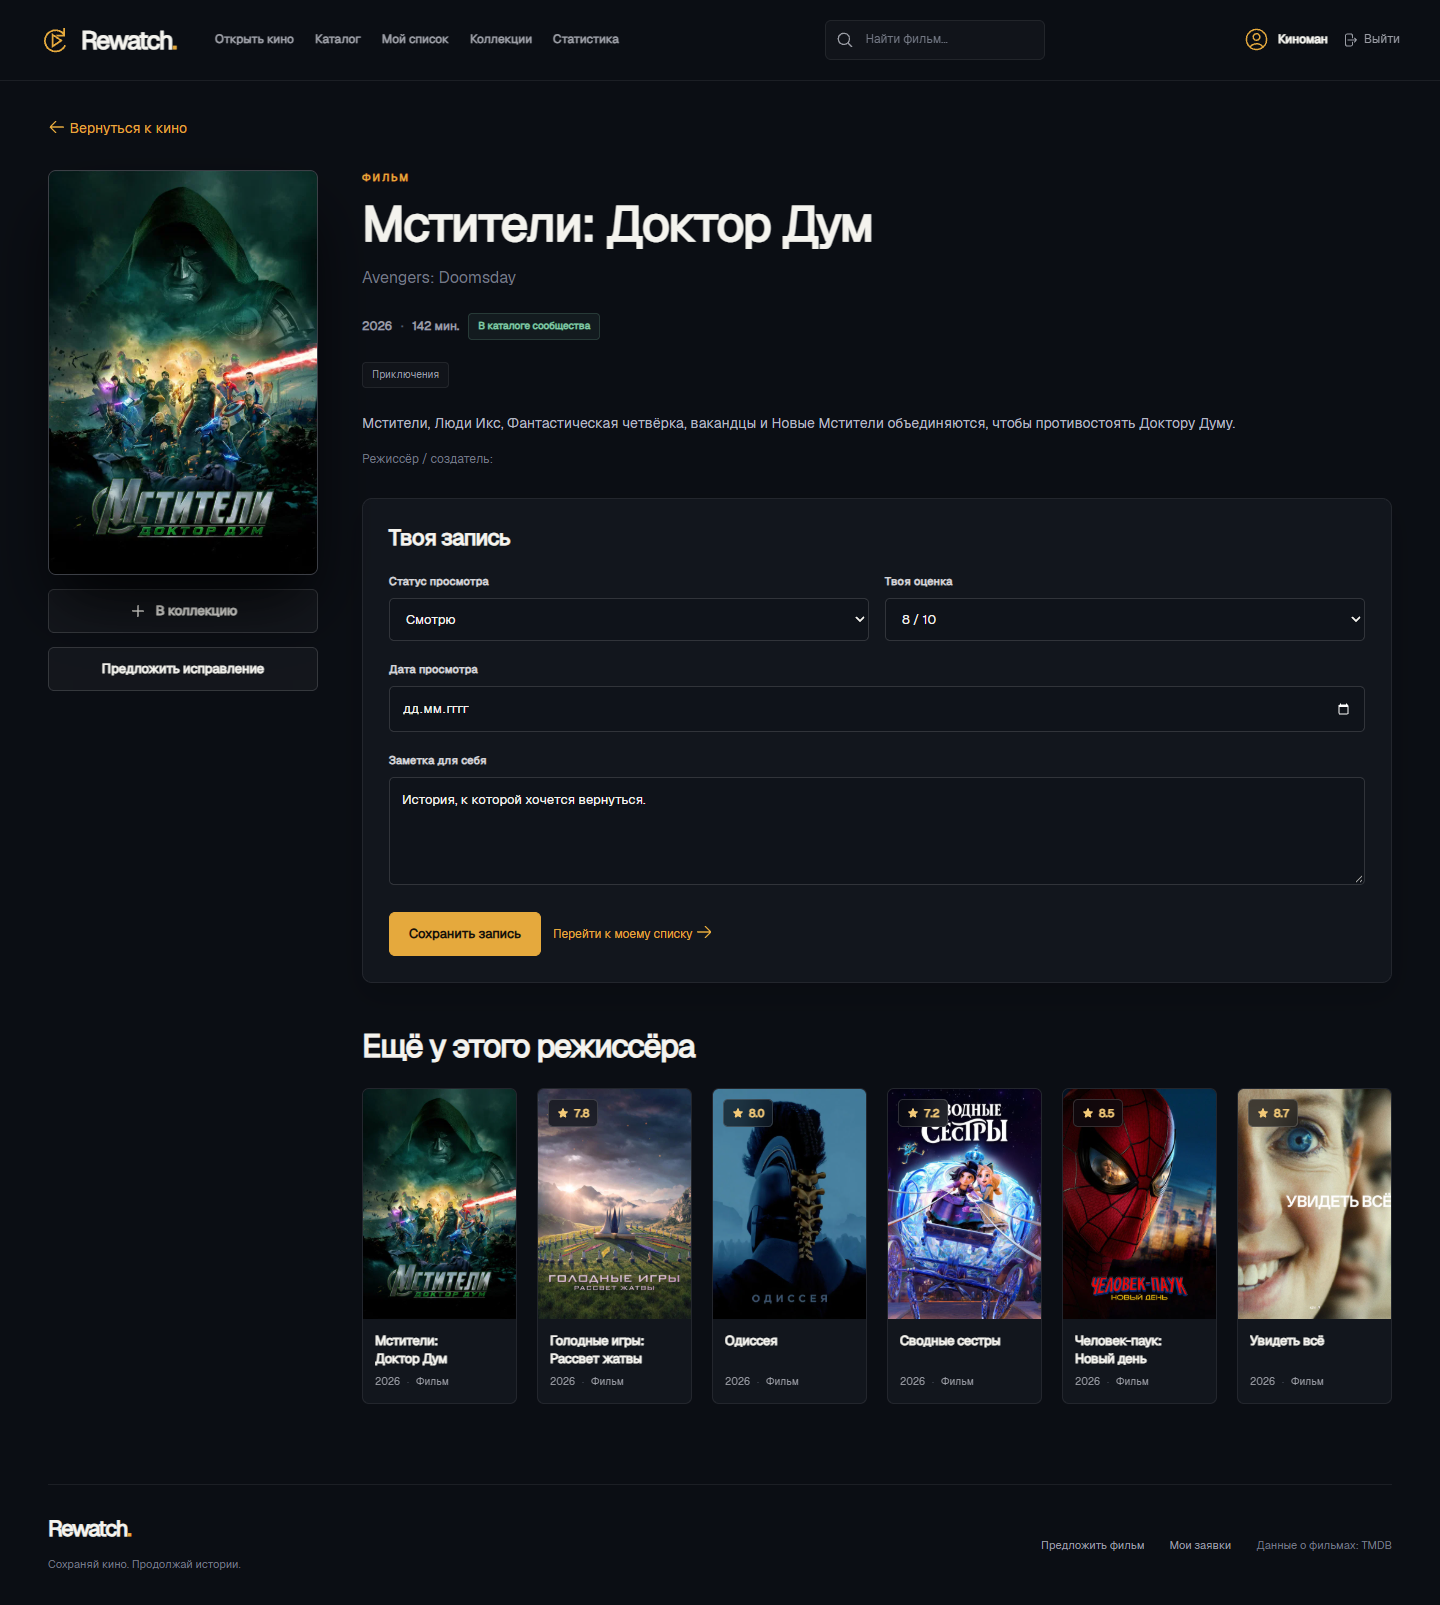 Rewatch.
Открыть кино
Каталог
Мой список
Коллекции
Статистика
Найти фильм...
Киноман
Выйти
Вернуться к кино
МСТИТЕЛИ
ДОКТОР ДУМ
В коллекцию
Предложить исправление
ФИЛЬМ
Мстители: Доктор Дум
Avengers: Doomsday
2026 · 142 мин. В каталоге сообщества
Приключения
Мстители, Люди Икс, Фантастическая четвёрка, вакандцы и Новые Мстители объединяются, чтобы противостоять Доктору Думу.
Режиссёр / создатель:
Твоя запись
Статус просмотра
Смотрю
Твоя оценка
8 / 10
Дата просмотра
дд.мм.гггг
Заметка для себя
История, к которой хочется вернуться.
Сохранить запись
Перейти к моему списку
Ещё у этого режиссёра
МСТИТЕЛИ
ДОКТОР ДУМ
Мстители:
Доктор Дум
2026 · Фильм
7.8
ГОЛОДНЫЕ ИГРЫ
РАССВЕТ ЖАТВЫ
Голодные игры:
Рассвет жатвы
2026 · Фильм
8.0
ОДИССЕЯ
Одиссея
2026 · Фильм
7.2
ВОДНЫЕ
СЕСТРЫ
Сводные сестры
2026 · Фильм
8.5
ЧЕЛОВЕК-ПАУК
НОВЫЙ ДЕНЬ
Человек-паук:
Новый день
2026 · Фильм
8.7
УВИДЕТЬ ВСЁ
Увидеть всё
2026 · Фильм
Rewatch.
Сохраняй кино. Продолжай истории.
Предложить фильм
Мои заявки
Данные о фильмах: TMDB